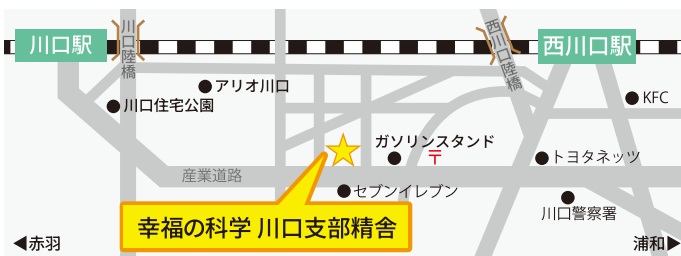 川口駅
川口陸橋
西川口陸橋
西川口駅
アリオ川口
川口住宅公園
KFC
ガソリンスタンド
〒
トヨタネッツ
産業道路
セブンイレブン
川口警察署
幸福の科学 川口支部精舎
◀赤羽
浦和▶